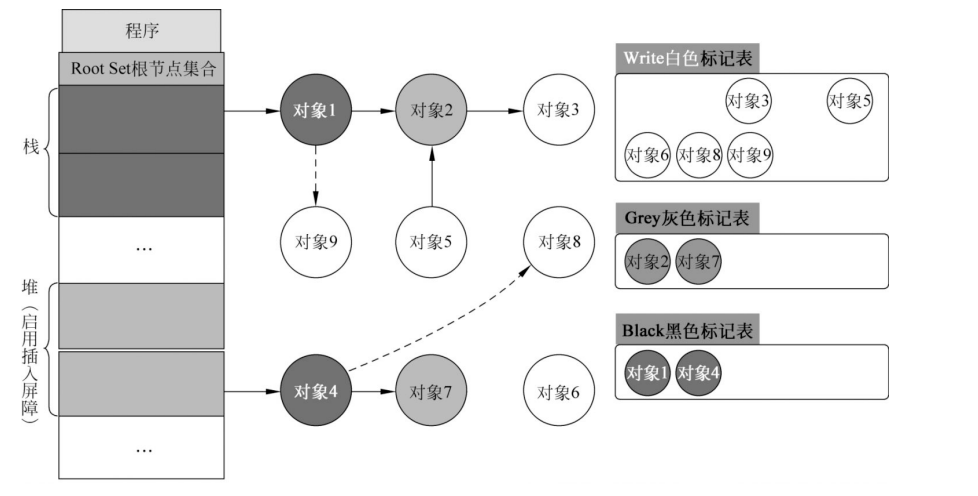 程序
Root Set根节点集合
栈
…
堆（启用插入屏障）
…
对象1
对象2
对象3
对象9
对象5
对象8
对象4
对象7
对象6
Write白色标记表
对象3
对象5
对象6
对象8
对象9
Grey灰色标记表
对象2
对象7
Black黑色标记表
对象1
对象4